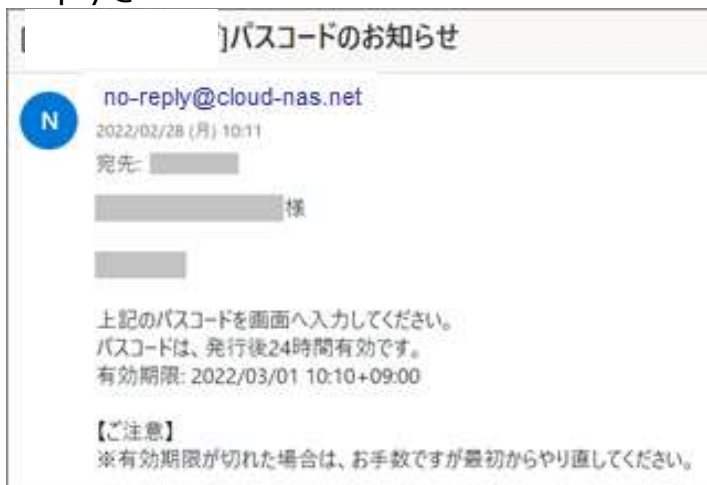 [ ]パスコードのお知らせ
N
no-reply@cloud-nas.net
2022/02/28 (月) 10:11
宛先:
様
上記のパスコードを画面へ入力してください。
パスコードは、発行後24時間有効です。
有効期限: 2022/03/01 10:10+09:00
【ご注意】
※有効期限が切れた場合は、お手数ですが最初からやり直してください。